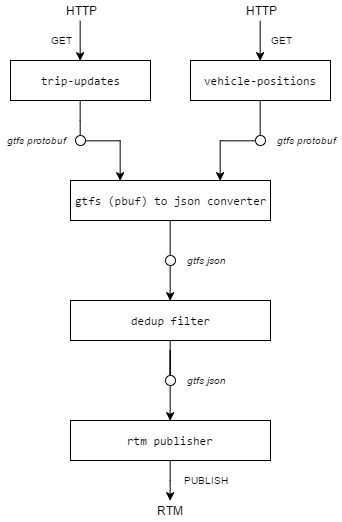 HTTP HTTP
GET GET
trip-updates vehicle-positions
gtfs protobuf gtfs protobuf
gtfs (pbuf) to json converter
gtfs json
dedup filter
gtfs json
rtm publisher
PUBLISH
RTM